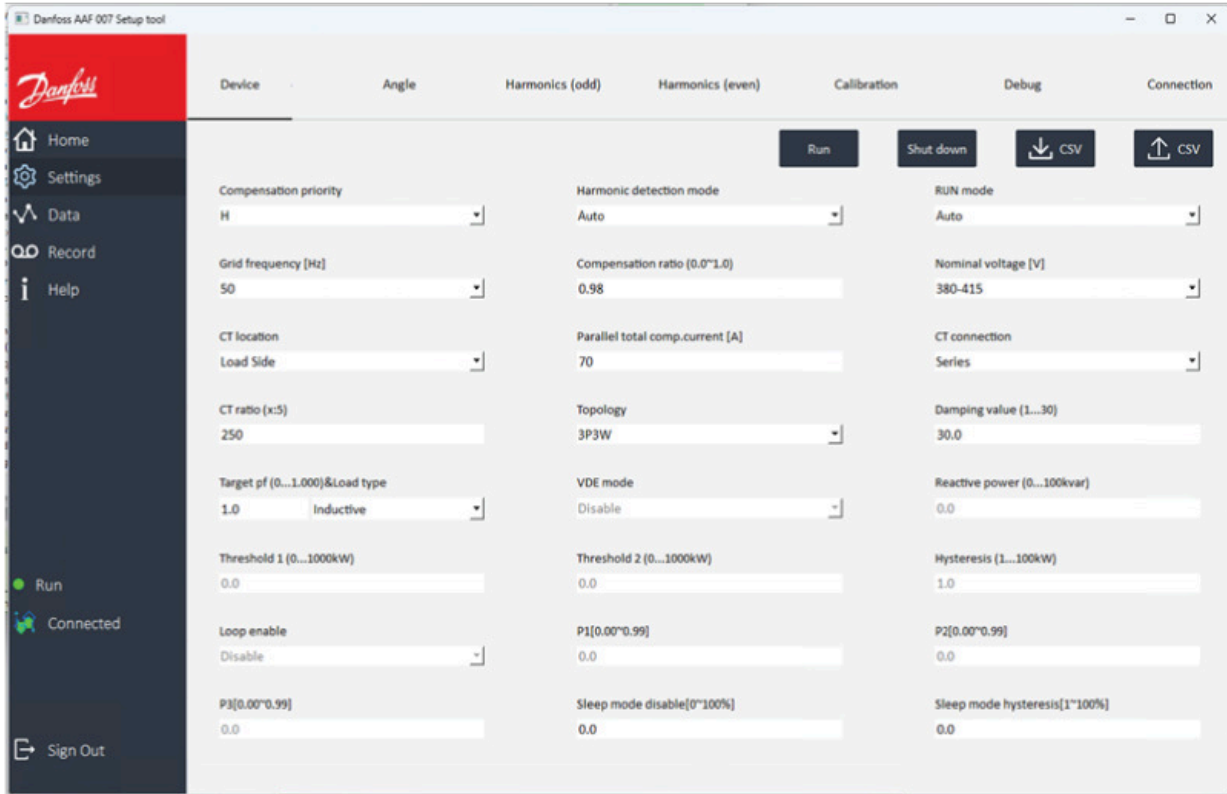 Danfoss AAF 007 Setup tool
Danfoss
Home
Settings
Data
Record
Help
Run
Connected
Sign Out
Device Angle Harmonics (odd) Harmonics (even) Calibration Debug Connection
Run Shut down CSV CSV
Compensation priority Harmonic detection mode RUN mode
H Auto Auto
Grid frequency [Hz] Compensation ratio (0.0~1.0) Nominal voltage [V]
50 0.98 380-415
CT location Parallel total comp.current [A] CT connection
Load Side 70 Series
CT ratio (x:5) Topology Damping value (1...30)
250 3P3W 30.0
Target pf (0...1.000)&Load type VDE mode Reactive power (0...100kvar)
1.0 Inductive Disable 0.0
Threshold 1 (0...1000kW) Threshold 2 (0...1000kW) Hysteresis (1...100kW)
0.0 0.0 1.0
Loop enable P1[0.00~0.99] P2[0.00~0.99]
Disable 0.0 0.0
P3[0.00~0.99] Sleep mode disable[0~100%] Sleep mode hysteresis[1~100%]
0.0 0.0 0.0